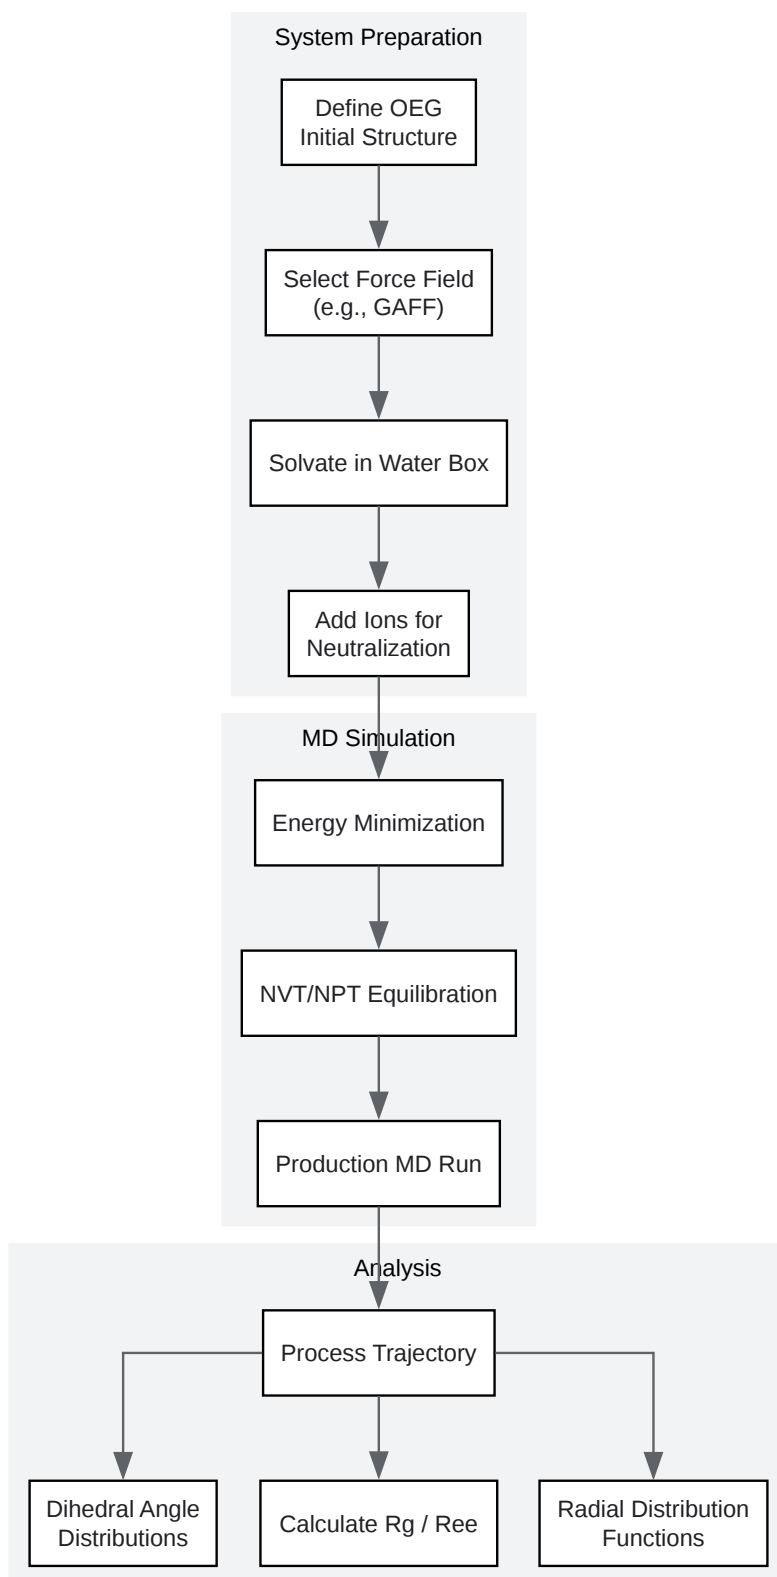 System Preparation
Define OEG
Initial Structure
Select Force Field
(e.g., GAFF)
Solvate in Water Box
Add Ions for
Neutralization
MD Simulation
Energy Minimization
NVT/NPT Equilibration
Production MD Run
Analysis
Process Trajectory
Dihedral Angle
Distributions
Calculate Rg / Ree
Radial Distribution
Functions